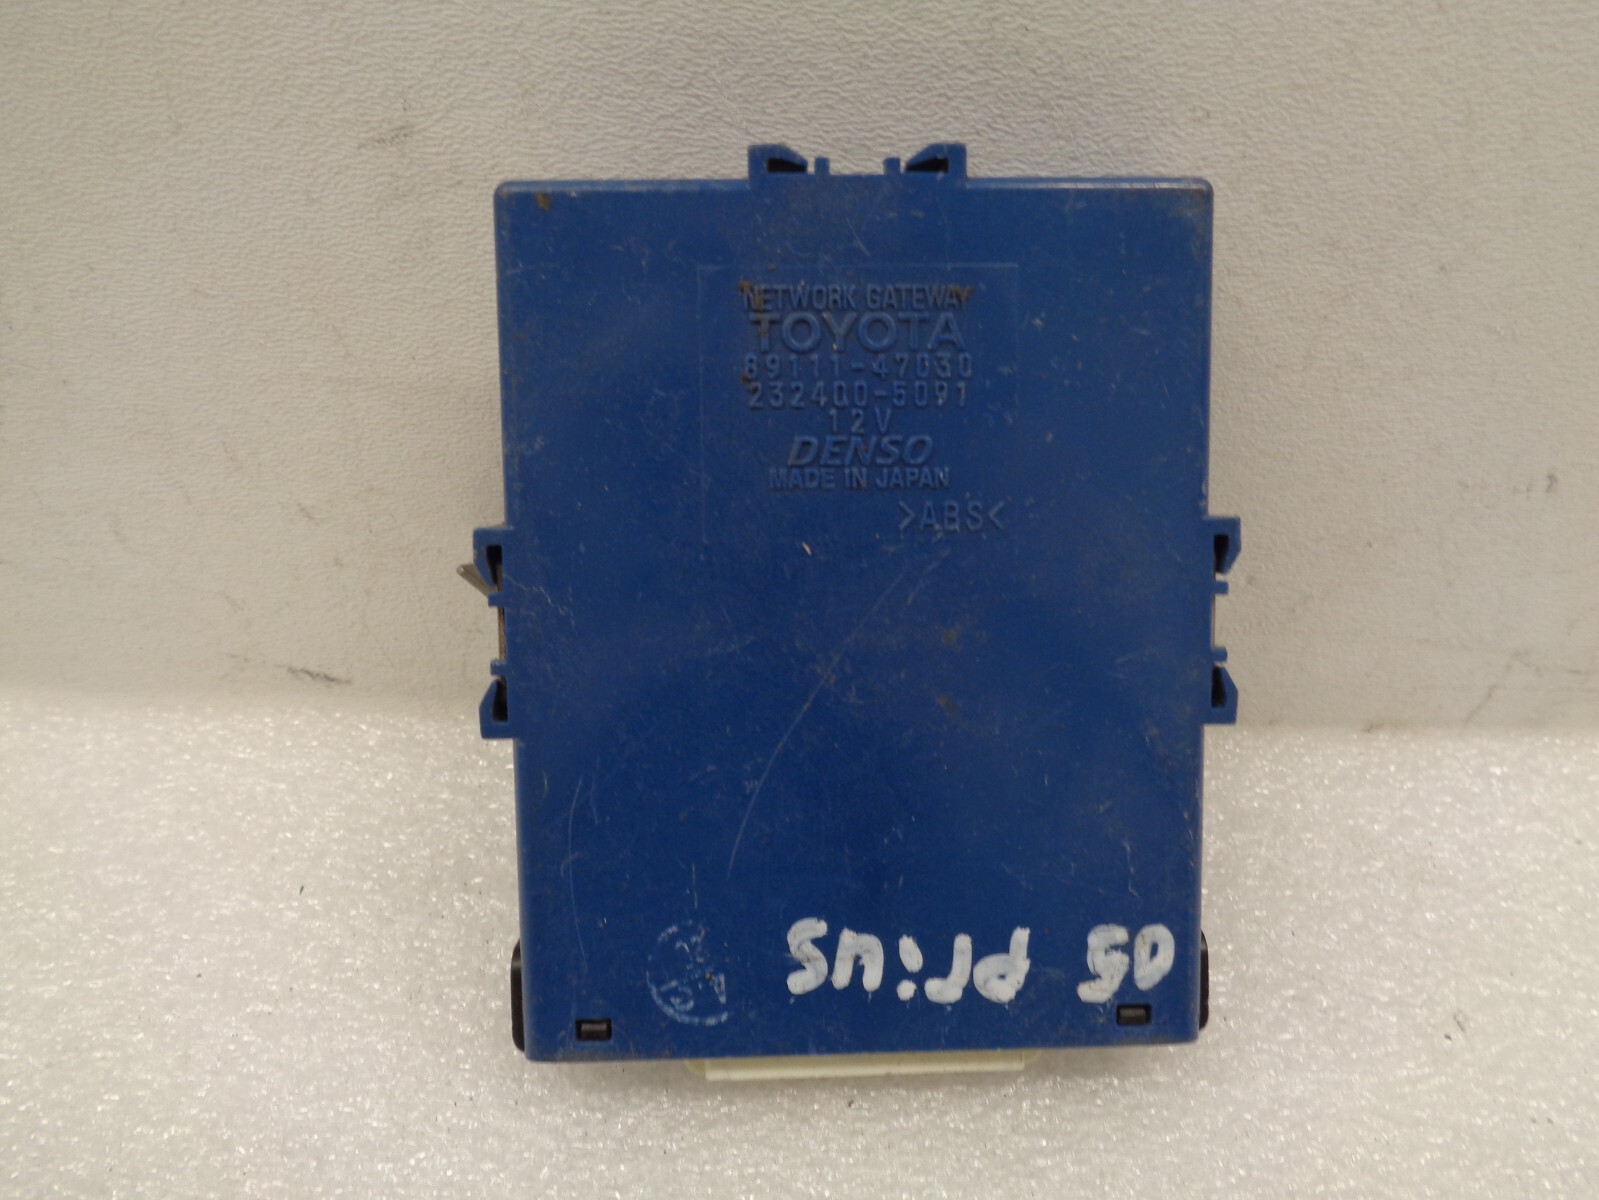 NETWORK GATEWAY
TOYOTA
89111-47030
232400-5091
12V
DENSO
MADE IN JAPAN
>ABS<
05 Prius